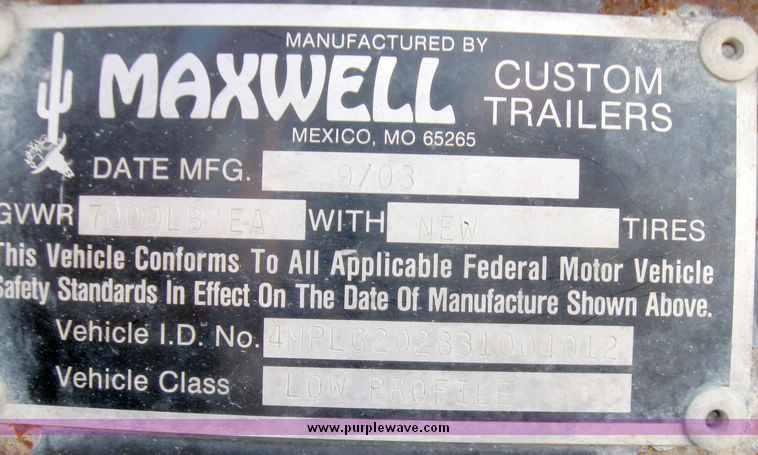 MANUFACTURED BY
MAXWELL CUSTOM TRAILERS
MEXICO, MO 65265
DATE MFG. 9/03
GVWR 7000LB EA WITH NEW TIRES
This Vehicle Conforms To All Applicable Federal Motor Vehicle
Safety Standards In Effect On The Date Of Manufacture Shown Above.
Vehicle I.D. No. 4MPLG202831004012
Vehicle Class LOW PROFILE
www.purplewave.com